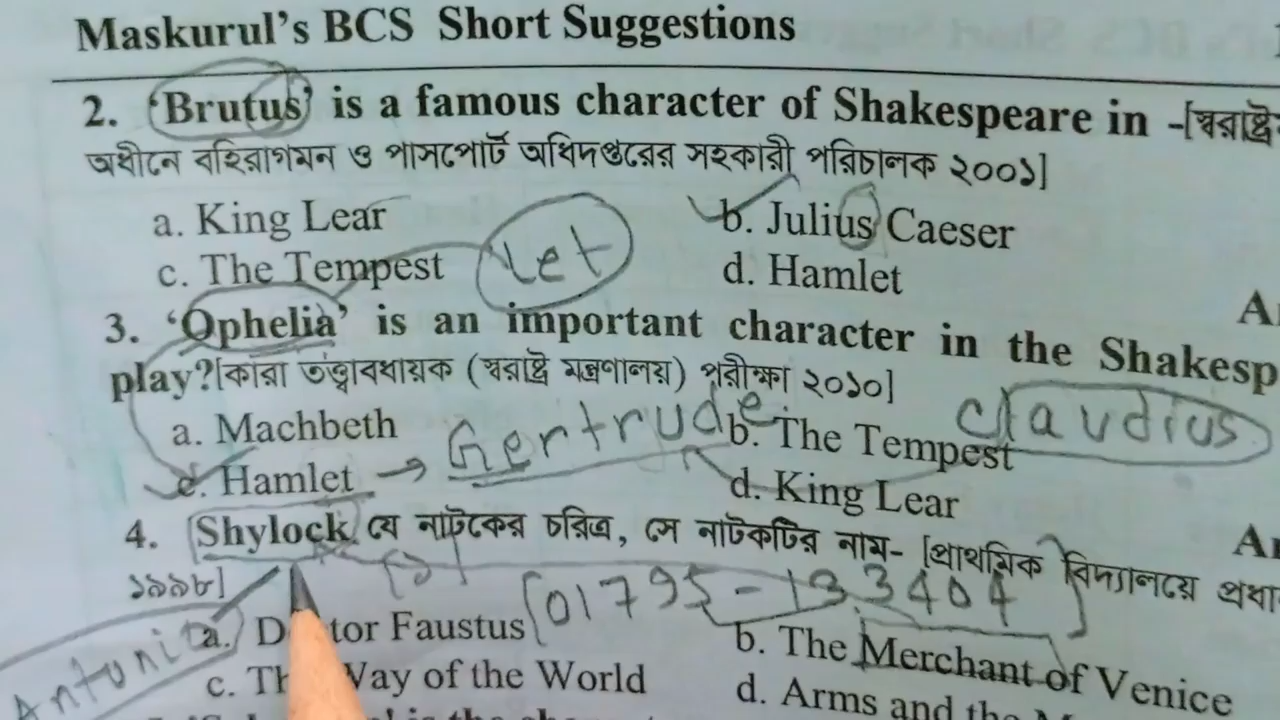 Maskurul's BCS Short Suggestions
2. 'Brutus' is a famous character of Shakespeare in -[স্বরাষ্ট্র
অধীনে বহিরাগমন ও পাসপোর্ট অধিদপ্তরের সহকারী পরিচালক ২০০১]
a. King Lear b. Julius Caeser
c. The Tempest let d. Hamlet
3. 'Ophelia' is an important character in the Shakesp
play?[কারা তত্ত্বাবধায়ক (স্বরাষ্ট্র মন্ত্রণালয়) পরীক্ষা ২০১০]
a. Machbeth Gertrude b. The Tempest Claudius
c. Hamlet d. King Lear
4. Shylock যে নাটকের চরিত্র, সে নাটকটির নাম- [প্রাথমিক বিদ্যালয়ে প্রধা
১৯৯৮] [01795-133404]
Antonio a. Do tor Faustus b. The Merchant of Venice
c. Th Way of the World d. Arms and the M